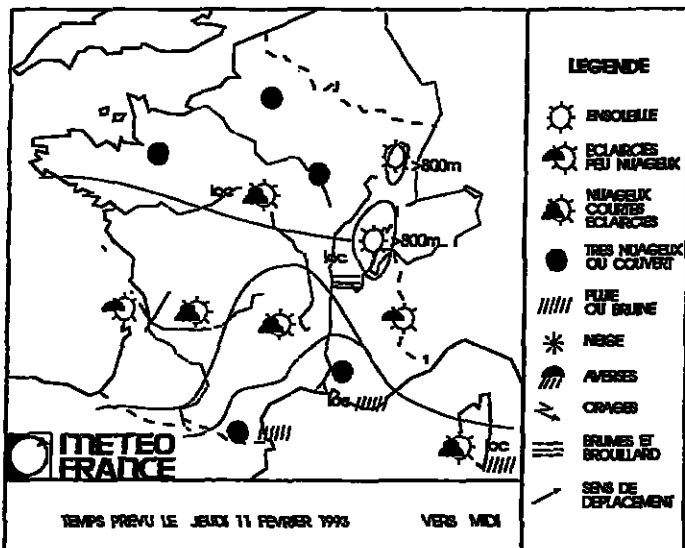 loc
>800m
>800m
loc
loc
loc
METEO
FRANCE
TEMPS PREVU LE JEUDI 11 FEVRIER 1993 VERS MIDI
LEGENDE
ENSOLEILLE
ECLAIRCIES
PEU NUAGEUX
NUAGEUX
COURTES
ECLAIRCIES
TRES NUAGEUX
OU COUVERT
PLUIE
OU BRUINE
NEIGE
AVERSES
ORAGES
BRUMES ET
BROUILLARD
SENS DE
DEPLACEMENT